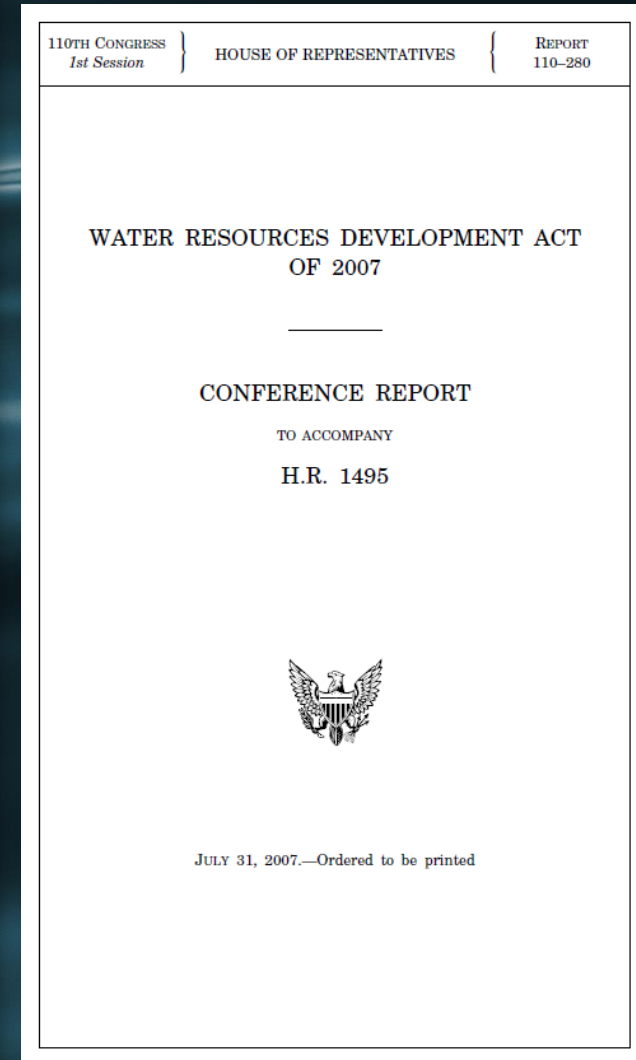 110TH CONGRESS
1st Session
HOUSE OF REPRESENTATIVES
REPORT
110–280
WATER RESOURCES DEVELOPMENT ACT
OF 2007
CONFERENCE REPORT
TO ACCOMPANY
H.R. 1495
JULY 31, 2007.—Ordered to be printed